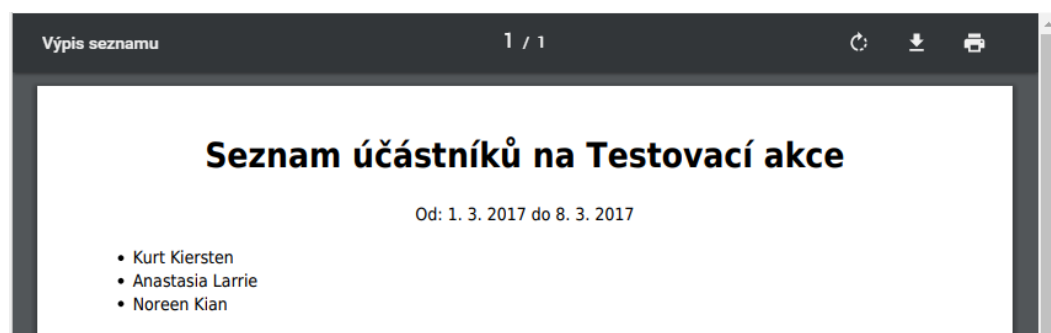 Výpis seznamu
1 / 1
Seznam účástníků na Testovací akce
Od: 1. 3. 2017 do 8. 3. 2017
• Kurt Kiersten
• Anastasia Larrie
• Noreen Kian